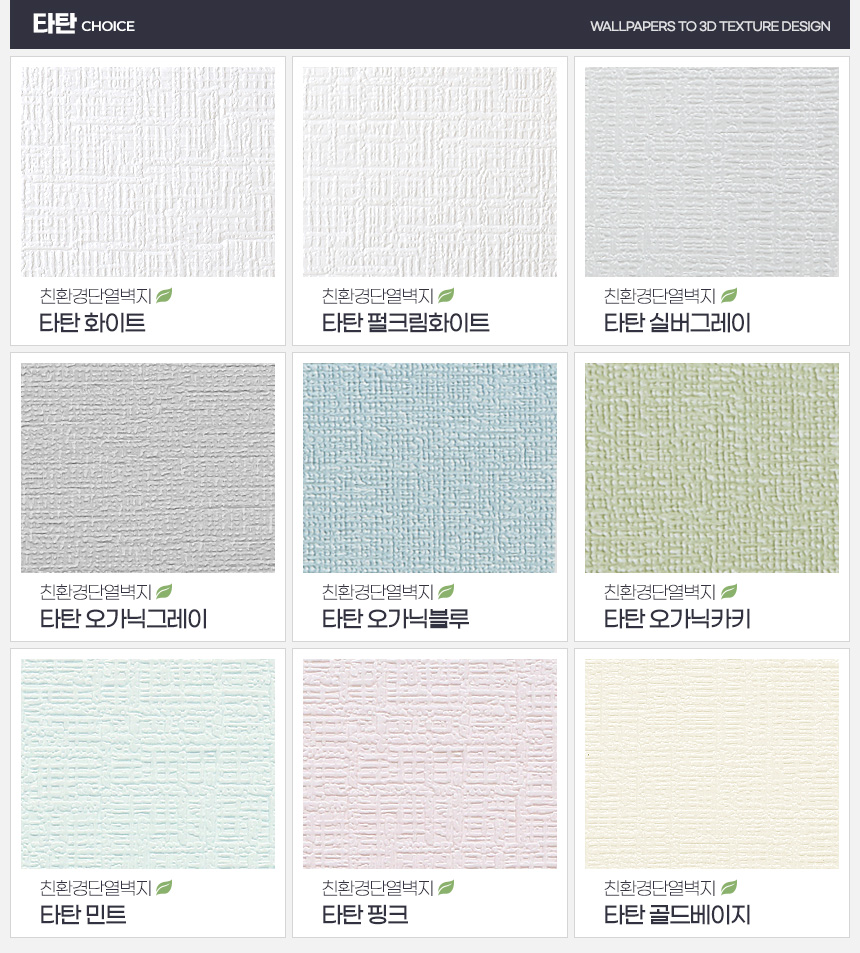 타탄 CHOICE
WALLPAPERS TO 3D TEXTURE DESIGN
친환경단열벽지
타탄 화이트
친환경단열벽지
타탄 펄크림화이트
친환경단열벽지
타탄 실버그레이
친환경단열벽지
타탄 오가닉그레이
친환경단열벽지
타탄 오가닉블루
친환경단열벽지
타탄 오가닉카키
친환경단열벽지
타탄 민트
친환경단열벽지
타탄 핑크
친환경단열벽지
타탄 골드베이지